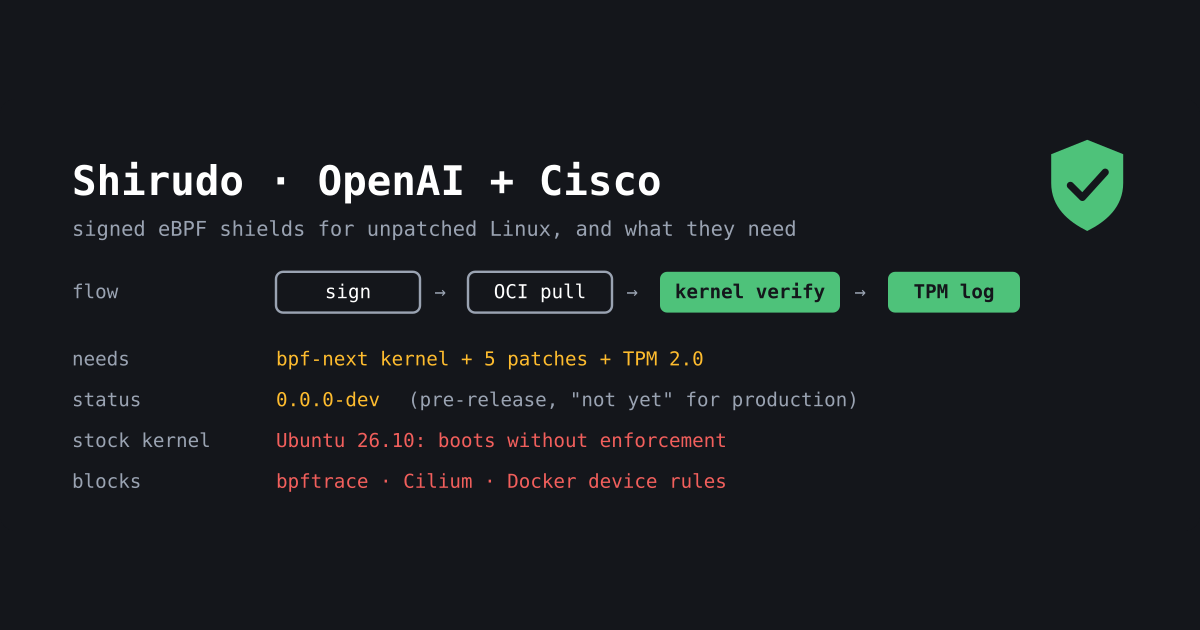 Shirudo · OpenAI + Cisco
signed eBPF shields for unpatched Linux, and what they need
flow sign → OCI pull → kernel verify → TPM log
needs bpf-next kernel + 5 patches + TPM 2.0
status 0.0.0-dev (pre-release, "not yet" for production)
stock kernel Ubuntu 26.10: boots without enforcement
blocks bpftrace · Cilium · Docker device rules